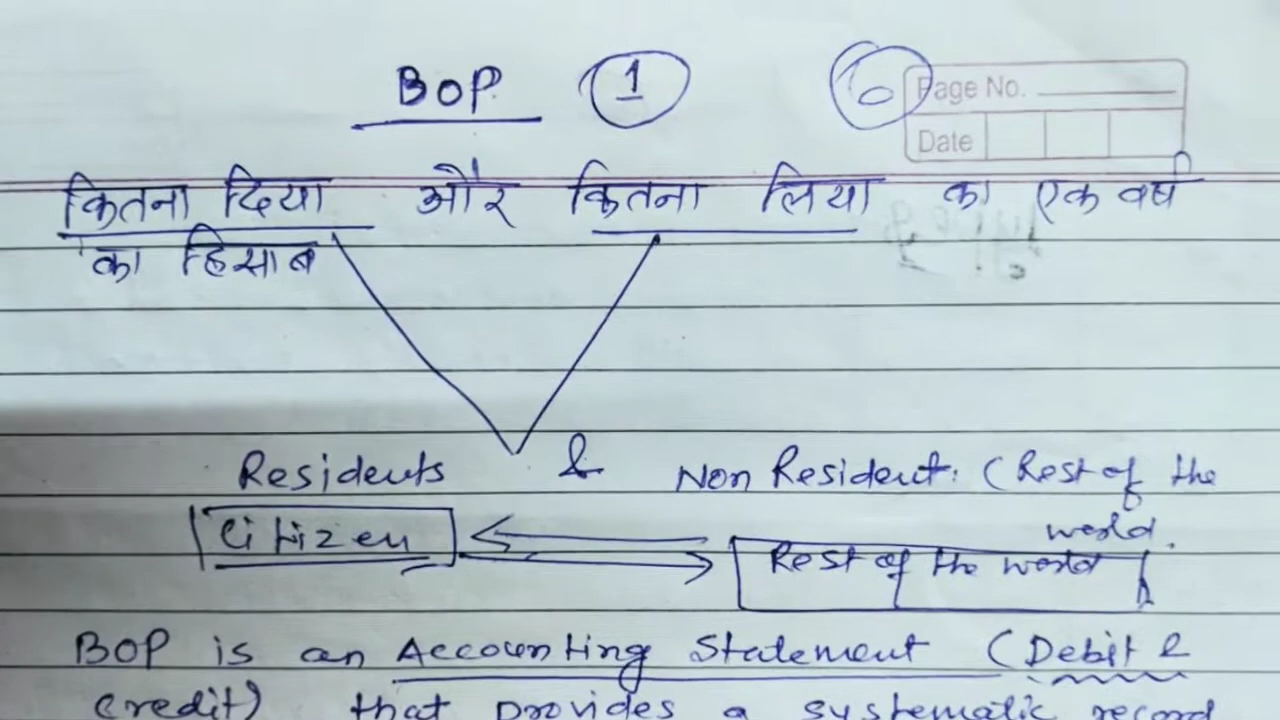 BOP 1 6
Page No.
Date
कितना दिया और कितना लिया का एक वर्ष
का हिसाब
Residents & Non Resident: (Rest of the
world.
Citizen
Rest of the world
BOP is an Accounting Statement (Debit &
Credit) that provides a systematic record